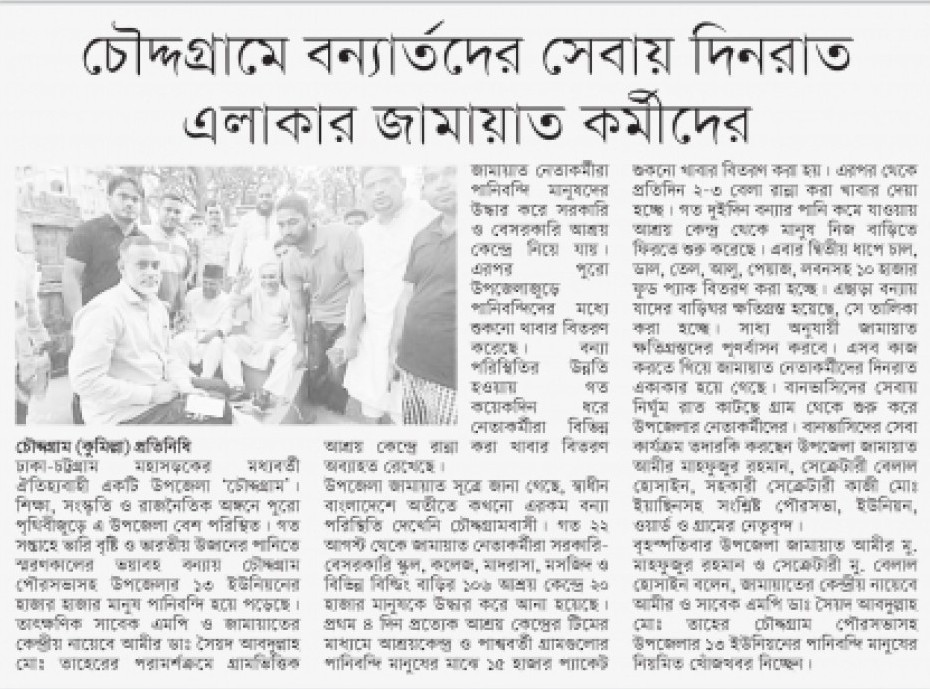 চৌদ্দগ্রামে বন্যার্তদের সেবায় দিনরাত
এলাকার জামায়াত কর্মীদের
চৌদ্দগ্রাম (কুমিল্লা) প্রতিনিধি
ঢাকা-চট্টগ্রাম মহাসড়কের মধ্যবর্তী
ঐতিহ্যবাহী একটি উপজেলা 'চৌদ্দগ্রাম'।
শিক্ষা, সংস্কৃতি ও রাজনৈতিক অঙ্গনে পুরো
পৃথিবীজুড়ে এ উপজেলা বেশ পরিস্থিত। গত
সপ্তাহে ভারি বৃষ্টি ও ভারতীয় উজানের পানিতে
স্মরণকালের ভয়াবহ বন্যায় চৌদ্দগ্রাম
পৌরসভাসহ উপজেলার ১৩ ইউনিয়নের
হাজার হাজার মানুষ পানিবন্দি হয়ে পড়েছে।
তাৎক্ষণিক সাবেক এমপি ও জামায়াতের
কেন্দ্রীয় নায়েবে আমীর ডাঃ সৈয়দ আবদুল্লাহ
মোঃ তাহেরের পরামর্শক্রমে গ্রামভিত্তিক
জামায়াত নেতাকর্মীরা
পানিবন্দি মানুষদের
উদ্ধার করে সরকারি
ও বেসরকারি আশ্রয়
কেন্দ্রে নিয়ে যায়।
এরপর পুরো
উপজেলাজুড়ে
পানিবন্দিদের মধ্যে
শুকনো খাবার বিতরণ
করেছে। বন্যা
পরিস্থিতির উন্নতি
হওয়ায় গত
কয়েকদিন ধরে
নেতাকর্মীরা বিভিন্ন
আশ্রয় কেন্দ্রে রান্না করা খাবার বিতরণ
অব্যাহত রেখেছে।
উপজেলা জামায়াত সূত্রে জানা গেছে, স্বাধীন
বাংলাদেশে অতীতে কখনো এরকম বন্যা
পরিস্থিতি দেখেনি চৌদ্দগ্রামবাসী। গত ২২
আগস্ট থেকে জামায়াত নেতাকর্মীরা সরকারি-
বেসরকারি স্কুল, কলেজ, মাদরাসা, মসজিদ ও
বিভিন্ন বিল্ডিং বাড়ির ১০৬ আশ্রয় কেন্দ্রে ২০
হাজার মানুষকে উদ্ধার করে আনা হয়েছে।
প্রথম ৪ দিন প্রত্যেক আশ্রয় কেন্দ্রের টিমের
মাধ্যমে আশ্রয়কেন্দ্র ও পাশ্ববর্তী গ্রামগুলোর
পানিবন্দি মানুষের মাঝে ১৫ হাজার প্যাকেট
শুকনো খাবার বিতরণ করা হয়। এরপর থেকে
প্রতিদিন ২-৩ বেলা রান্না করা খাবার দেয়া
হচ্ছে। গত দুইদিন বন্যার পানি কমে যাওয়ায়
আশ্রয় কেন্দ্র থেকে মানুষ নিজ বাড়িতে
ফিরতে শুরু করেছে। এবার দ্বিতীয় ধাপে চাল,
ডাল, তেল, আলু, পেয়াজ, লবনসহ ১০ হাজার
ফুড প্যাক বিতরণ করা হচ্ছে। এছাড়া বন্যায়
যাদের বাড়িঘর ক্ষতিগ্রস্ত হয়েছে, সে তালিকা
করা হচ্ছে। সাধ্য অনুযায়ী জামায়াত
ক্ষতিগ্রস্তদের পূণর্বাসন করবে। এসব কাজ
করতে গিয়ে জামায়াত নেতাকর্মীদের দিনরাত
একাকার হয়ে গেছে। বানভাসিদের সেবায়
নির্ঘুম রাত কাটছে গ্রাম থেকে শুরু করে
উপজেলার নেতাকর্মীদের। বানভাসিদের সেবা
কার্যক্রম তদারকি করছেন উপজেলা জামায়াত
আমীর মাহফুজুর রহমান, সেক্রেটারী বেলাল
হোসাইন, সহকারী সেক্রেটারী কাজী মোঃ
ইয়াছিনসহ সংশ্লিষ্ট পৌরসভা, ইউনিয়ন,
ওয়ার্ড ও গ্রামের নেতৃবৃন্দ।
বৃহস্পতিবার উপজেলা জামায়াত আমীর মু.
মাহফুজুর রহমান ও সেক্রেটারী মু. বেলাল
হোসাইন বলেন, জামায়াতের কেন্দ্রীয় নায়েবে
আমীর ও সাবেক এমপি ডাঃ সৈয়দ আবদুল্লাহ
মোঃ তাহের চৌদ্দগ্রাম পৌরসভাসহ
উপজেলার ১৩ ইউনিয়নের পানিবন্দি মানুষের
নিয়মিত খোঁজখবর নিচ্ছেন।